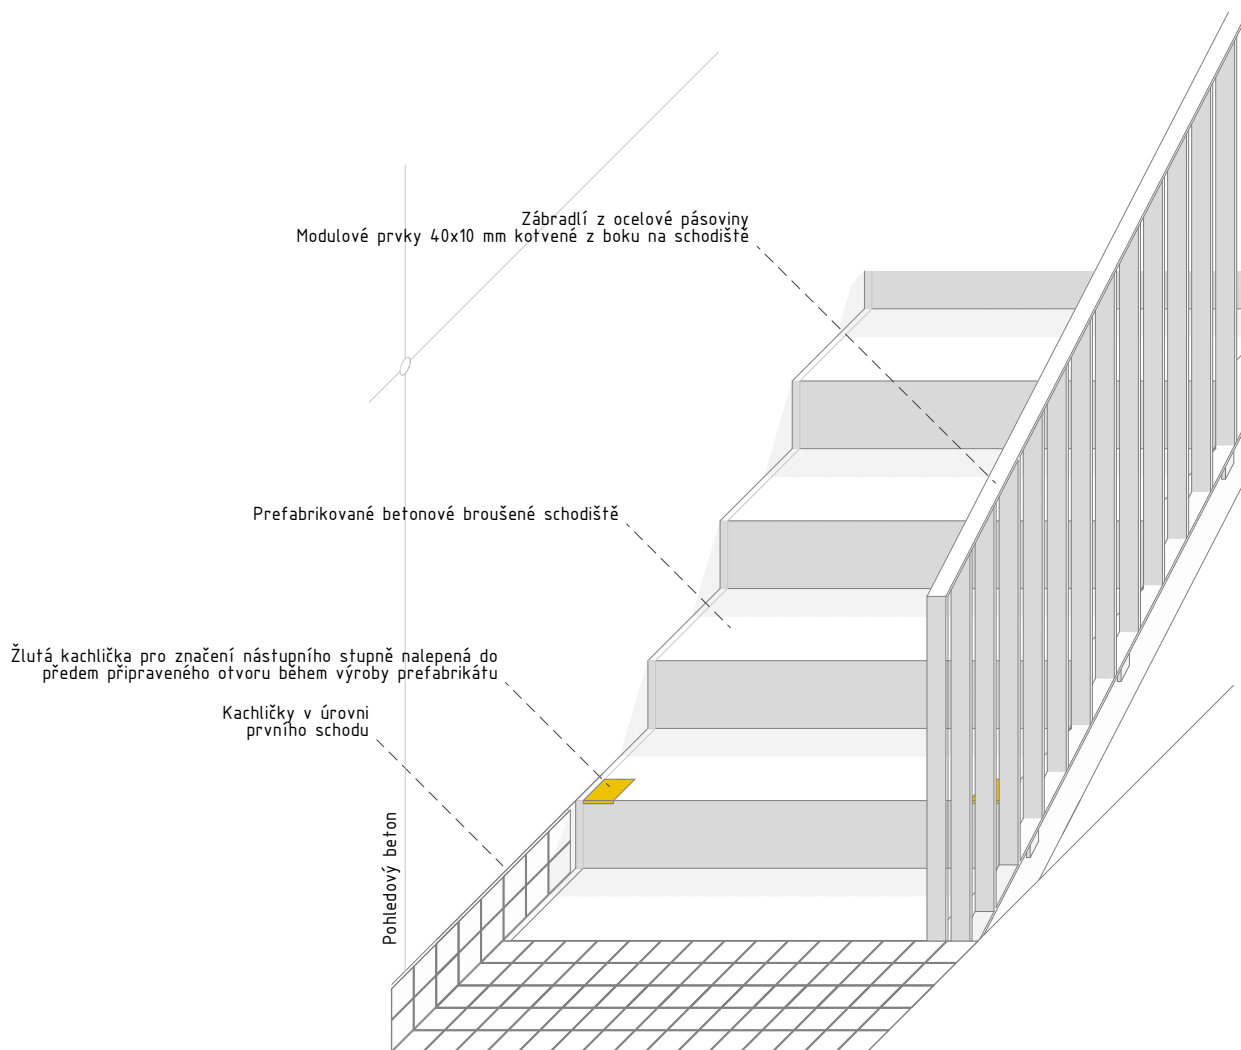 Zábradlí z ocelové pásoviny
Modulové prvky 40x10 mm kotvené z boku na schodiště
Prefabrikované betonové broušené schodiště
Žlutá kachlička pro značení nástupního stupně nalepená do
předem připraveného otvoru během výroby prefabrikátu
Kachličky v úrovni
prvního schodu
Pohledový beton